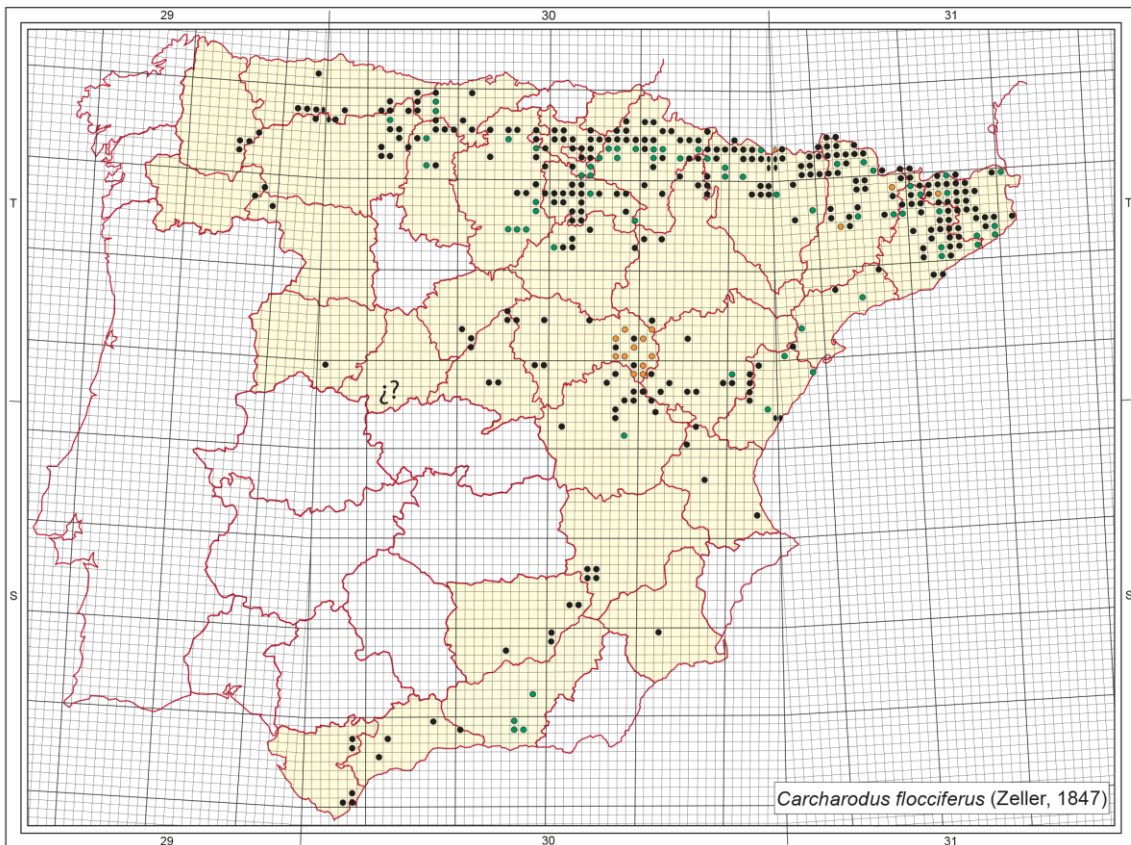 29 30 31
T T
¿?
S S
Carcharodus flocciferus (Zeller, 1847)
29 30 31